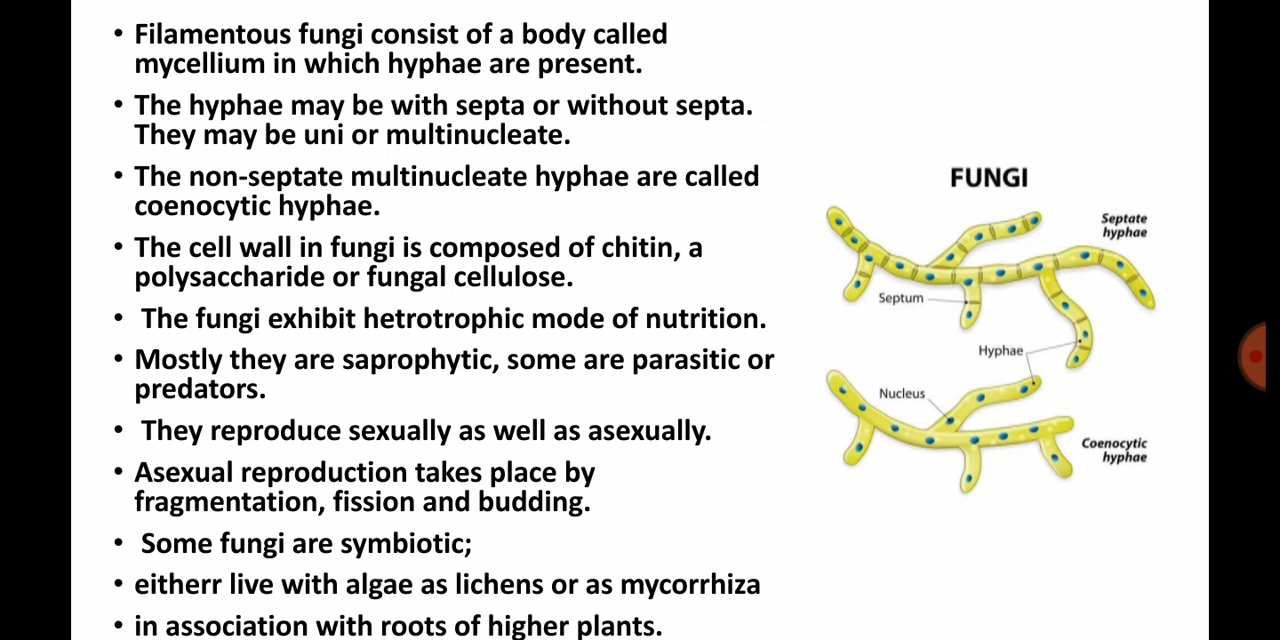 • Filamentous fungi consist of a body called
mycellium in which hyphae are present.
• The hyphae may be with septa or without septa.
They may be uni or multinucleate.
• The non-septate multinucleate hyphae are called
coenocytic hyphae.
• The cell wall in fungi is composed of chitin, a
polysaccharide or fungal cellulose.
• The fungi exhibit hetrotrophic mode of nutrition.
• Mostly they are saprophytic, some are parasitic or
predators.
• They reproduce sexually as well as asexually.
• Asexual reproduction takes place by
fragmentation, fission and budding.
• Some fungi are symbiotic;
• eitherr live with algae as lichens or as mycorrhiza
• in association with roots of higher plants.
FUNGI
Septate
hyphae
Septum
Hyphae
Nucleus
Coenocytic
hyphae